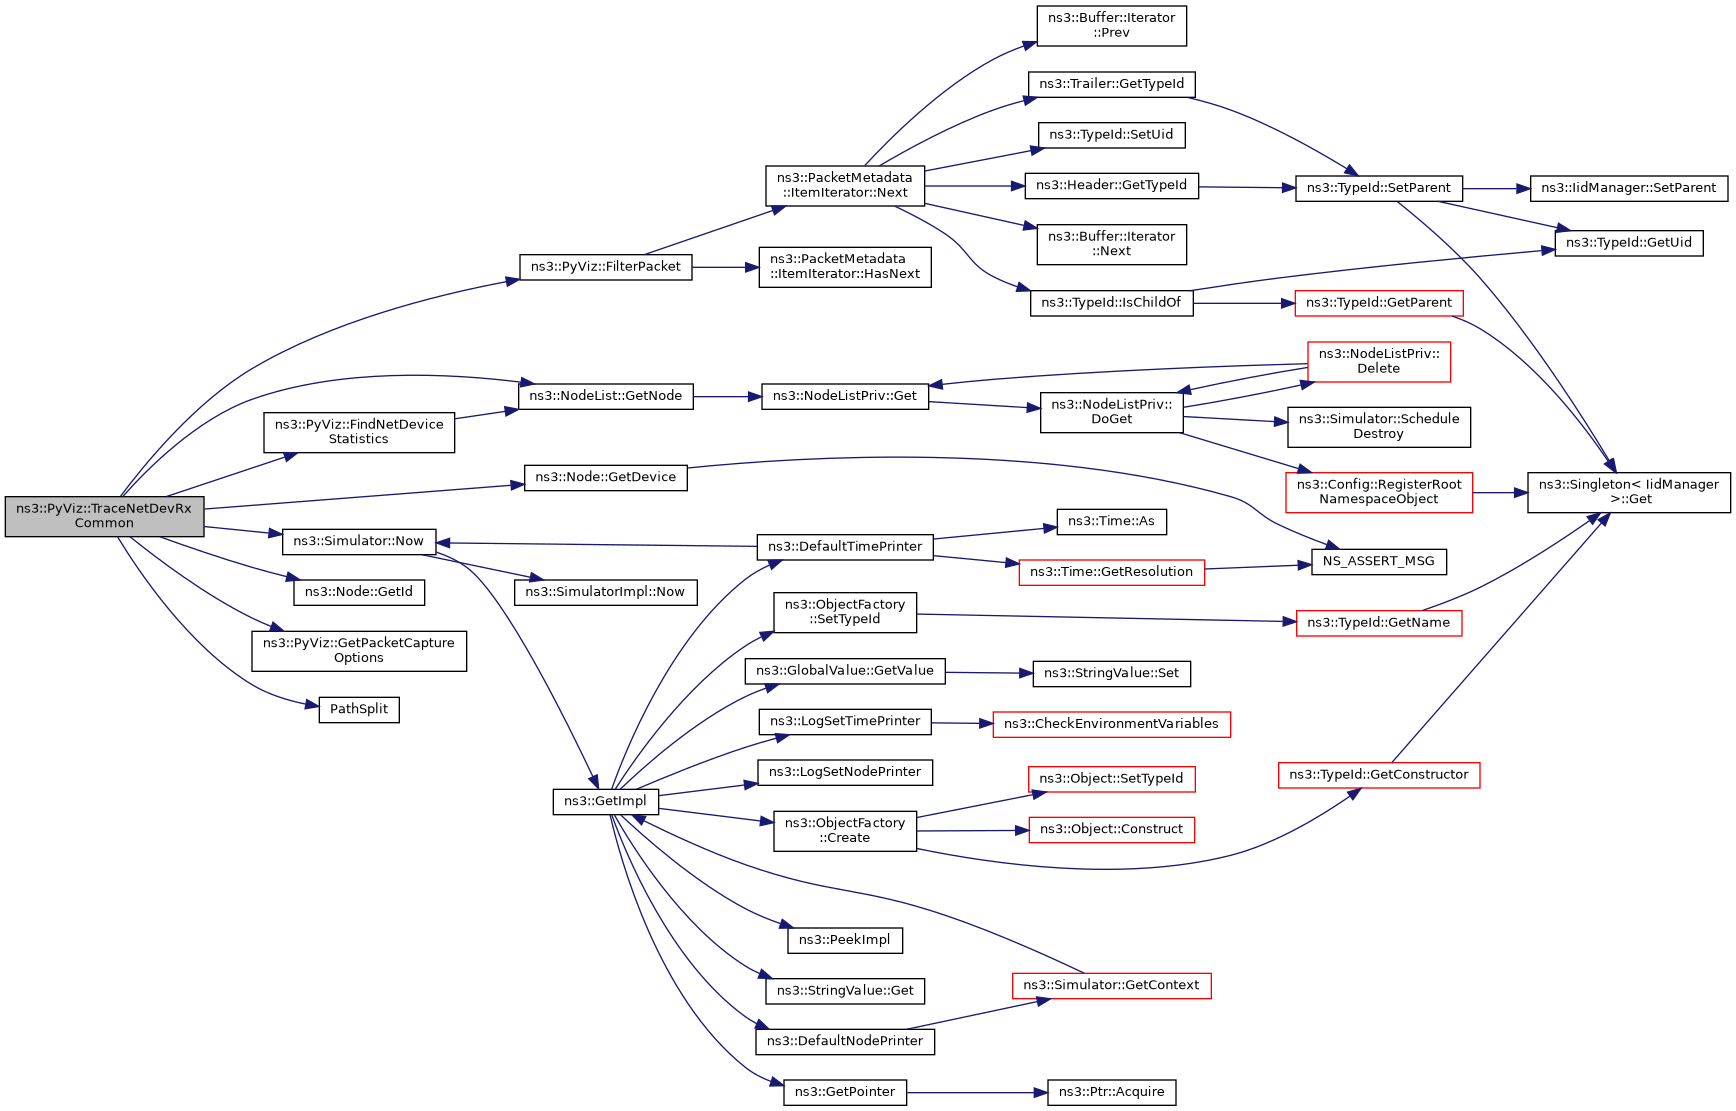 ns3::PyViz::TraceNetDevRx
Common
ns3::PyViz::FilterPacket
ns3::NodeList::GetNode
ns3::PyViz::FindNetDevice
Statistics
ns3::Node::GetDevice
ns3::Simulator::Now
ns3::Node::GetId
ns3::PyViz::GetPacketCapture
Options
PathSplit
ns3::SimulatorImpl::Now
ns3::GetImpl
ns3::PacketMetadata
::ItemIterator::Next
ns3::PacketMetadata
::ItemIterator::HasNext
ns3::NodeListPriv::Get
ns3::DefaultTimePrinter
ns3::ObjectFactory
::SetTypeId
ns3::GlobalValue::GetValue
ns3::LogSetTimePrinter
ns3::LogSetNodePrinter
ns3::ObjectFactory
::Create
ns3::PeekImpl
ns3::StringValue::Get
ns3::DefaultNodePrinter
ns3::GetPointer
ns3::Buffer::Iterator
::Prev
ns3::Trailer::GetTypeId
ns3::TypeId::SetUid
ns3::Header::GetTypeId
ns3::Buffer::Iterator
::Next
ns3::TypeId::IsChildOf
ns3::NodeListPriv::
DoGet
ns3::Time::As
ns3::Time::GetResolution
ns3::StringValue::Set
ns3::CheckEnvironmentVariables
ns3::Object::SetTypeId
ns3::Object::Construct
ns3::Simulator::GetContext
ns3::Ptr::Acquire
ns3::TypeId::SetParent
ns3::TypeId::GetParent
ns3::NodeListPriv::
Delete
ns3::Simulator::Schedule
Destroy
ns3::Config::RegisterRoot
NamespaceObject
NS_ASSERT_MSG
ns3::TypeId::GetName
ns3::TypeId::GetConstructor
ns3::IidManager::SetParent
ns3::TypeId::GetUid
ns3::Singleton< IidManager
>::Get